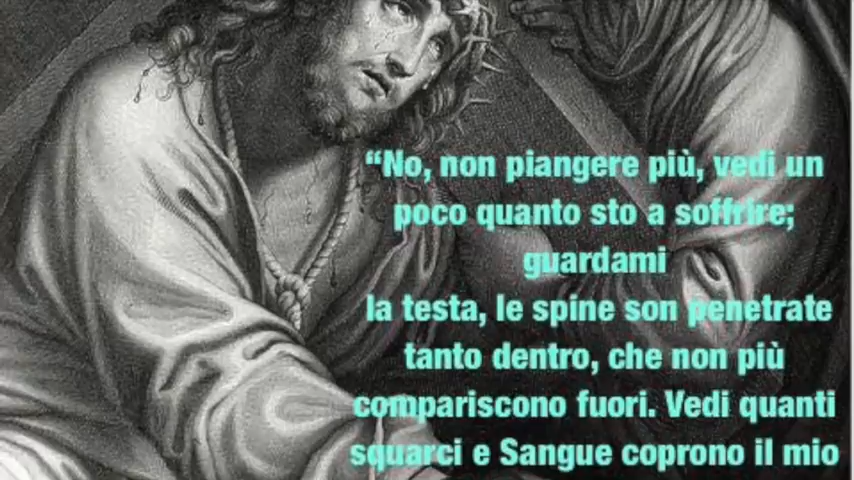 “No, non piangere più, vedi un
poco quanto sto a soffrire;
guardami
la testa, le spine son penetrate
tanto dentro, che non più
compariscono fuori. Vedi quanti
squarci e Sangue coprono il mio